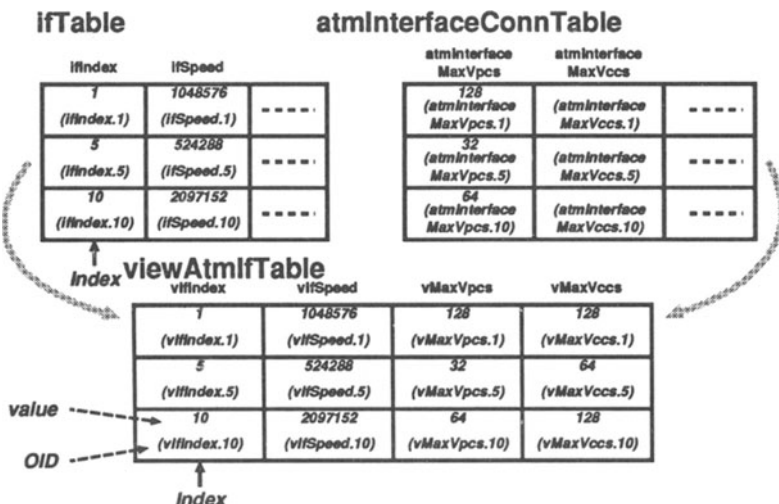 ifTable
atmInterfaceConnTable
ifIndex ifSpeed
atmInterface MaxVpcs
atmInterface MaxVccs
1
(ifIndex.1)
1048576
(ifSpeed.1)
-----
128
(atmInterface
MaxVpcs.1)
(atmInterface
MaxVccs.1)
-----
5
(ifIndex.5)
524288
(ifSpeed.5)
-----
32
(atmInterface
MaxVpcs.5)
(atmInterface
MaxVccs.5)
-----
10
(ifIndex.10)
2097152
(ifSpeed.10)
-----
64
(atmInterface
MaxVpcs.10)
(atmInterface
MaxVccs.10)
-----
Index
viewAtmIfTable
vIfIndex vIfSpeed vMaxVpcs vMaxVccs
1 1048576 128 128
(vIfIndex.1) (vIfSpeed.1) (vMaxVpcs.1) (vMaxVccs.1)
5 524288 32 64
(vIfIndex.5) (vIfSpeed.5) (vMaxVpcs.5) (vMaxVccs.5)
value
10 2097152 64 128
OID
(vIfIndex.10) (vIfSpeed.10) (vMaxVpcs.10) (vMaxVccs.10)
Index